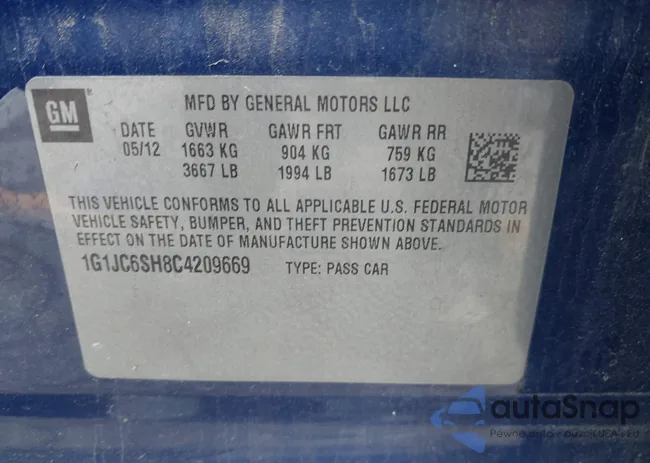 GM
MFD BY GENERAL MOTORS LLC
DATE GVWR GAWR FRT GAWR RR
05/12 1663 KG 904 KG 759 KG
3667 LB 1994 LB 1673 LB
THIS VEHICLE CONFORMS TO ALL APPLICABLE U.S. FEDERAL MOTOR
VEHICLE SAFETY, BUMPER, AND THEFT PREVENTION STANDARDS IN
EFFECT ON THE DATE OF MANUFACTURE SHOWN ABOVE.
1G1JC6SH8C4209669 TYPE: PASS CAR
autoSnap